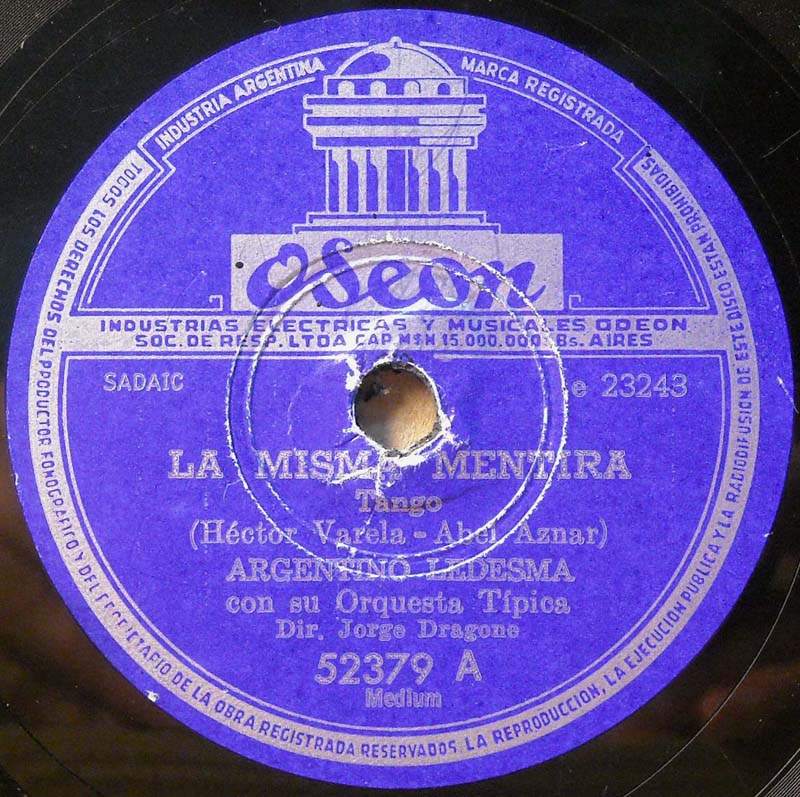 INDUSTRIA ARGENTINA
MARCA REGISTRADA
TODOS LOS DERECHOS DEL PRODUCTOR FONOGRAFICO Y DEL PROPIETARIO DE LA OBRA REGISTRADA RESERVADOS. LA REPRODUCCION, LA EJECUCION PUBLICA Y LA RADIODIFUSION DE ESTE DISCO ESTAN PROHIBIDAS
Odeon
INDUSTRIAS ELECTRICAS Y MUSICALES ODEON
SOC. DE RESP. LTDA CAP. M$N 15.000.000 Bs. AIRES
SADAIC
e 23243
LA MISMA MENTIRA
Tango
(Héctor Varela - Abel Aznar)
ARGENTINO LEDESMA
con su Orquesta Típica
Dir. Jorge Dragone
52379 A
Medium